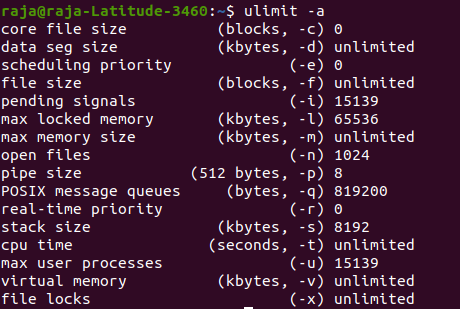 raja@raja-Latitude-3460:~$ ulimit -a
core file size (blocks, -c) 0
data seg size (kbytes, -d) unlimited
scheduling priority (-e) 0
file size (blocks, -f) unlimited
pending signals (-i) 15139
max locked memory (kbytes, -l) 65536
max memory size (kbytes, -m) unlimited
open files (-n) 1024
pipe size (512 bytes, -p) 8
POSIX message queues (bytes, -q) 819200
real-time priority (-r) 0
stack size (kbytes, -s) 8192
cpu time (seconds, -t) unlimited
max user processes (-u) 15139
virtual memory (kbytes, -v) unlimited
file locks (-x) unlimited